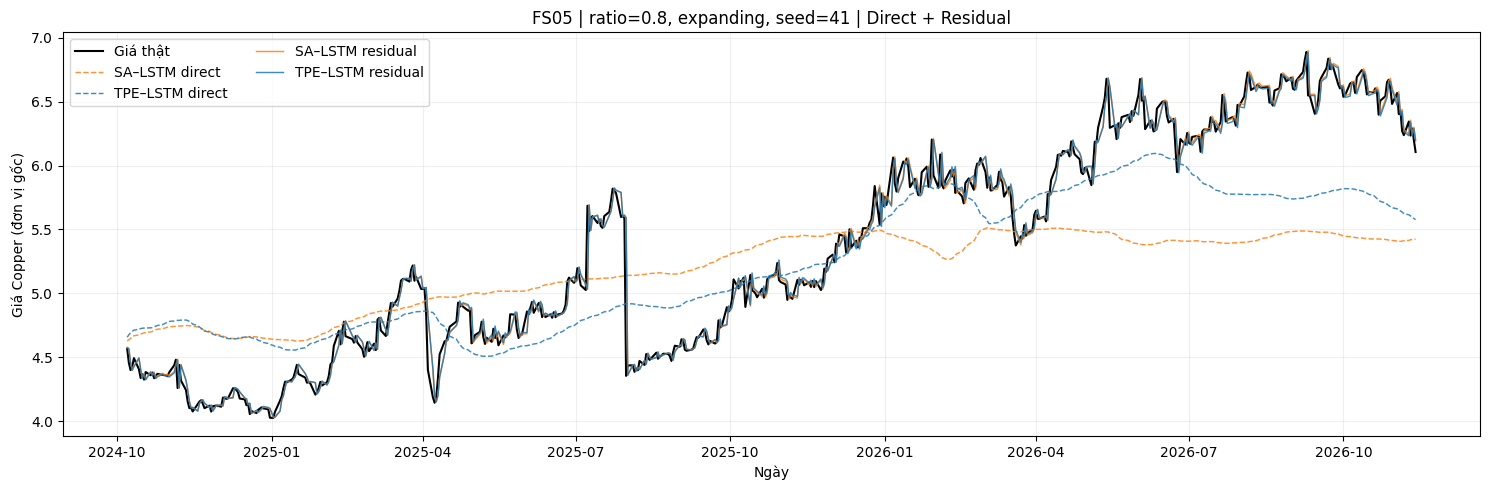 FS05 | ratio=0.8, expanding, seed=41 | Direct + Residual
Giá thật
SA–LSTM direct
TPE–LSTM direct
SA–LSTM residual
TPE–LSTM residual
Giá Copper (đơn vị gốc)
7.0
6.5
6.0
5.5
5.0
4.5
4.0
2024-10
2025-01
2025-04
2025-07
2025-10
2026-01
2026-04
2026-07
2026-10
Ngày